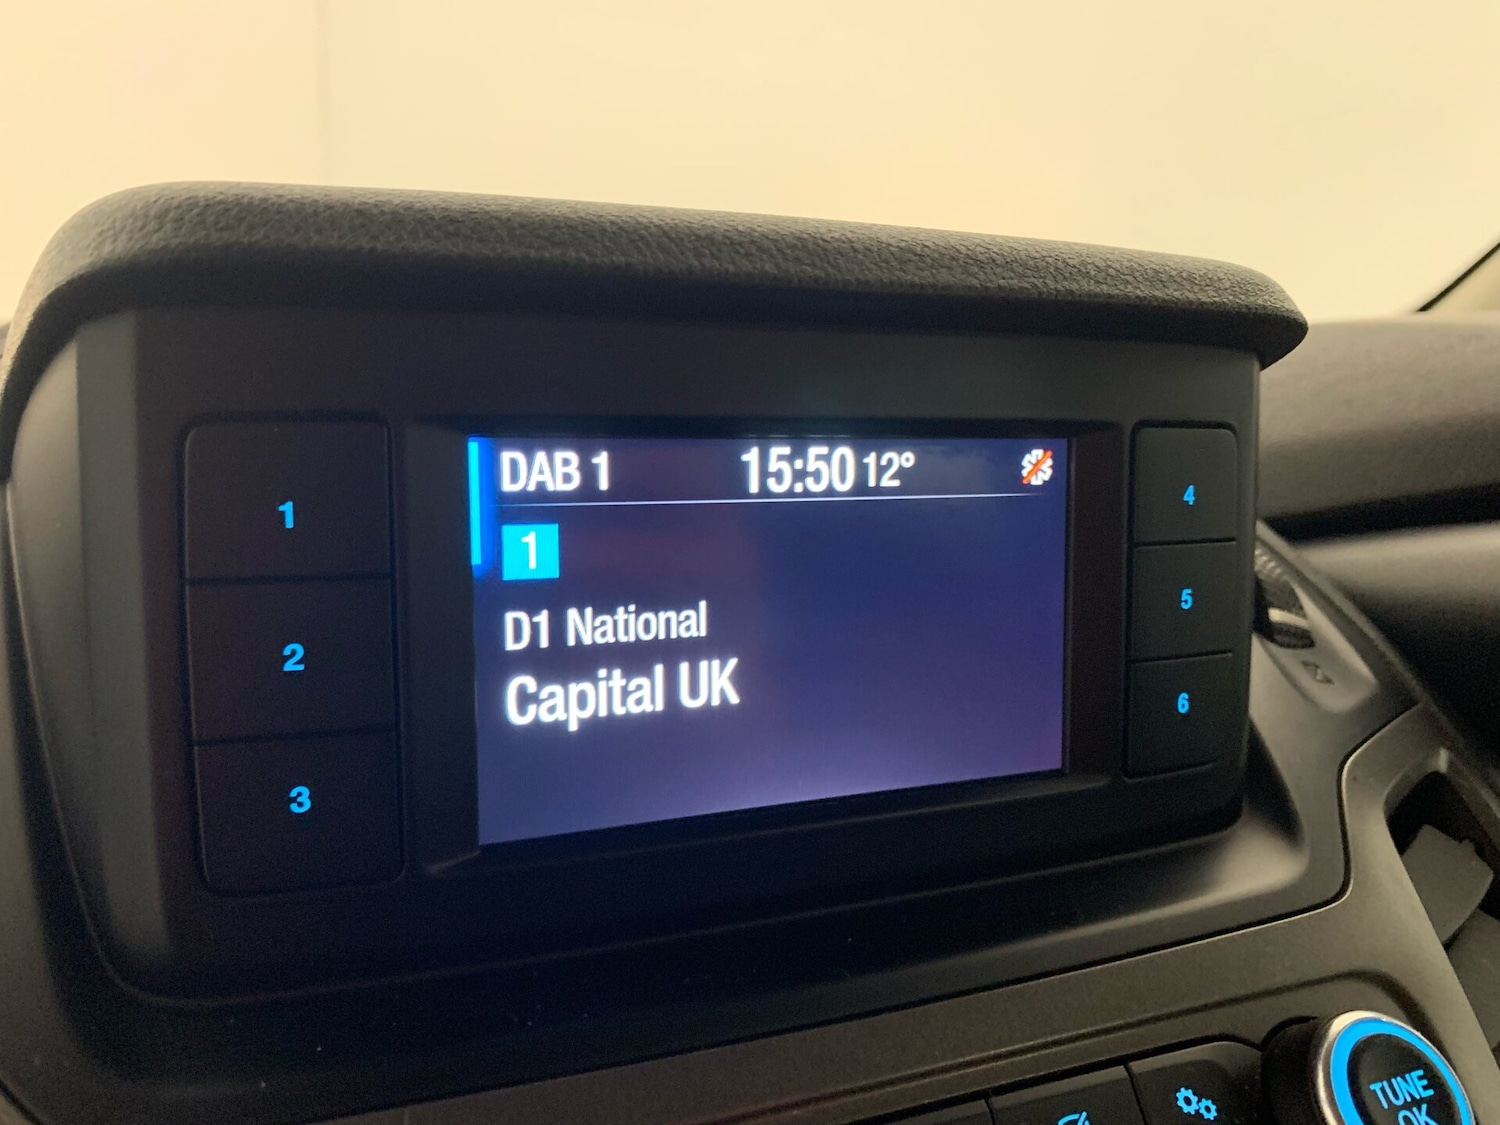 DAB 1 15:50 12°
1
D1 National
Capital UK
1
2
3
4
5
6
TUNE
OK